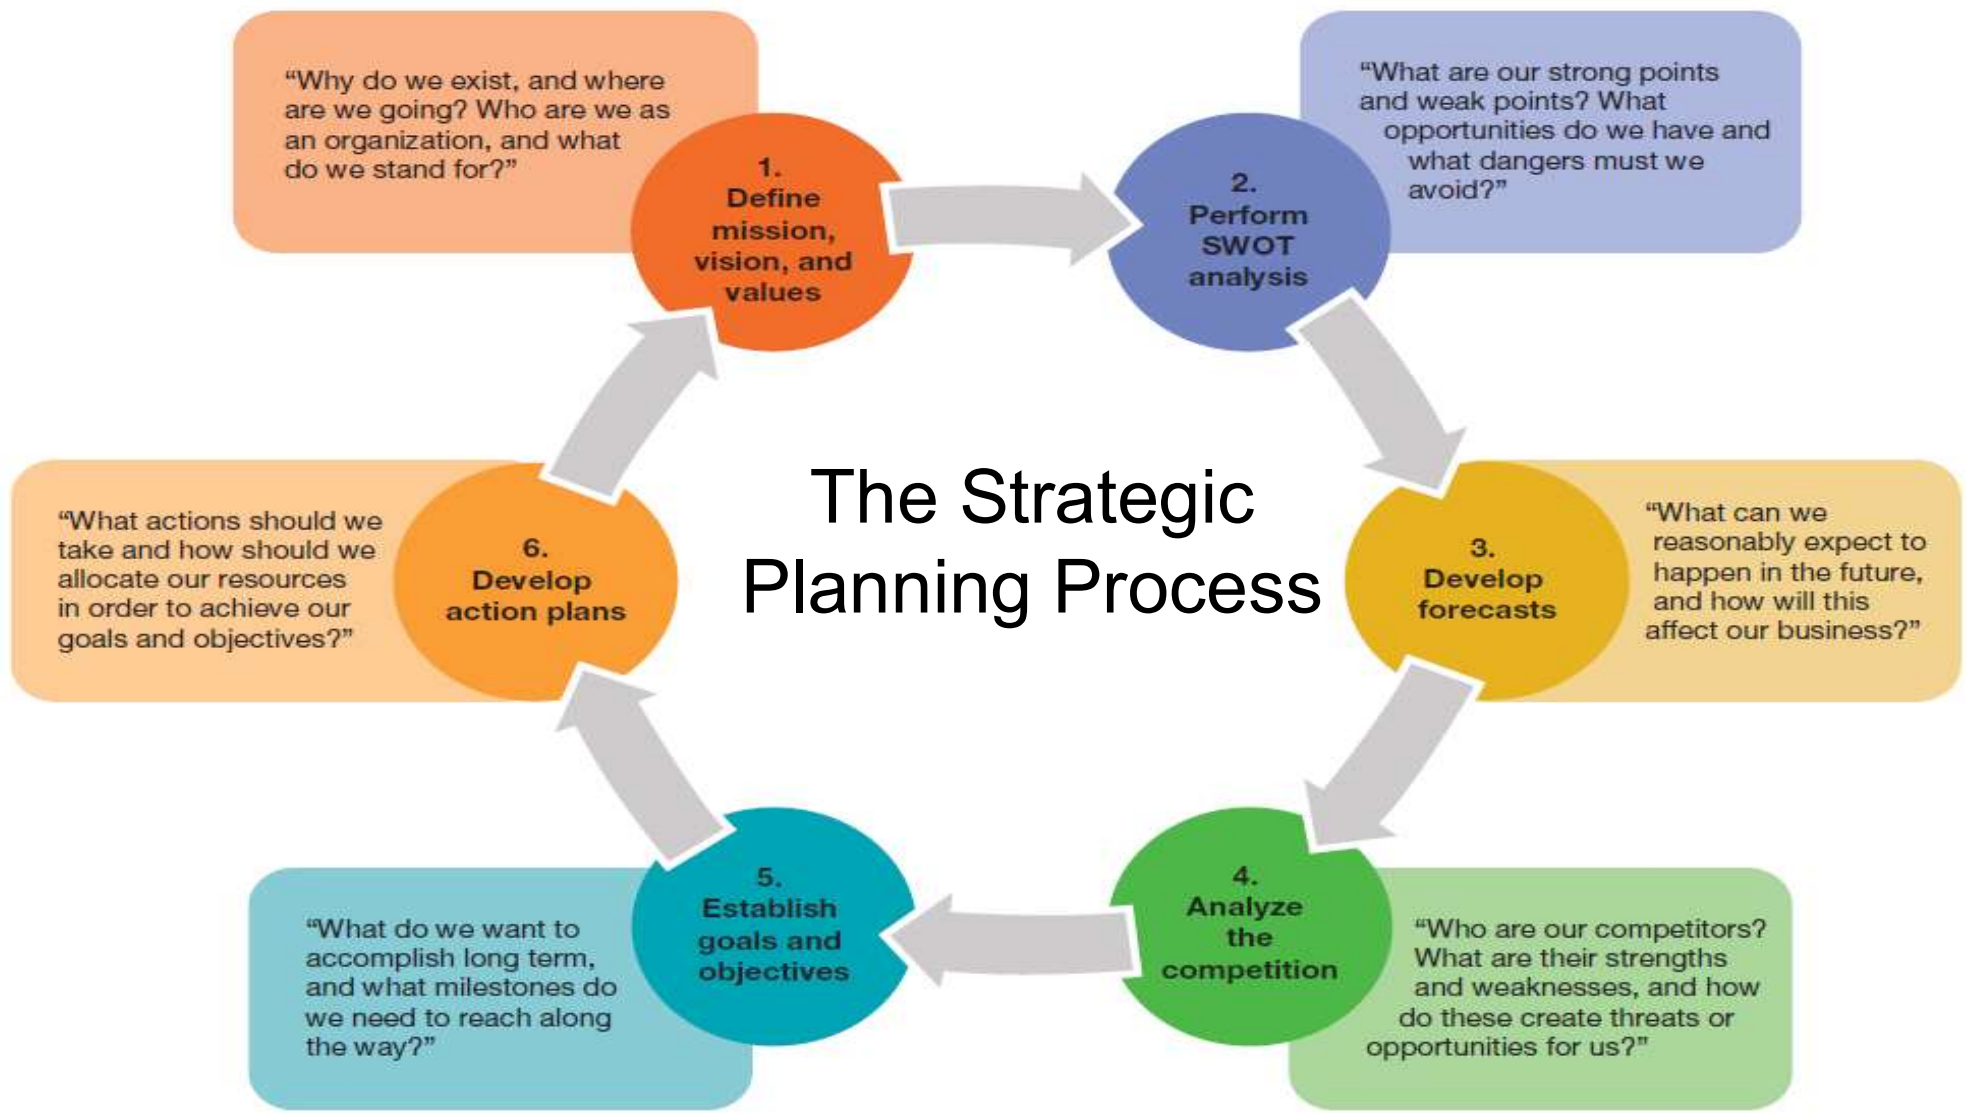 “Why do we exist, and where
are we going? Who are we as
an organization, and what
do we stand for?”
1.
Define
mission,
vision, and
values
“What are our strong points
and weak points? What
opportunities do we have and
what dangers must we
avoid?”
2.
Perform
SWOT
analysis
The Strategic
Planning Process
“What can we
reasonably expect to
happen in the future,
and how will this
affect our business?”
3.
Develop
forecasts
“Who are our competitors?
What are their strengths
and weaknesses, and how
do these create threats or
opportunities for us?”
4.
Analyze
the
competition
“What do we want to
accomplish long term,
and what milestones do
we need to reach along
the way?”
5.
Establish
goals and
objectives
“What actions should we
take and how should we
allocate our resources
in order to achieve our
goals and objectives?”
6.
Develop
action plans